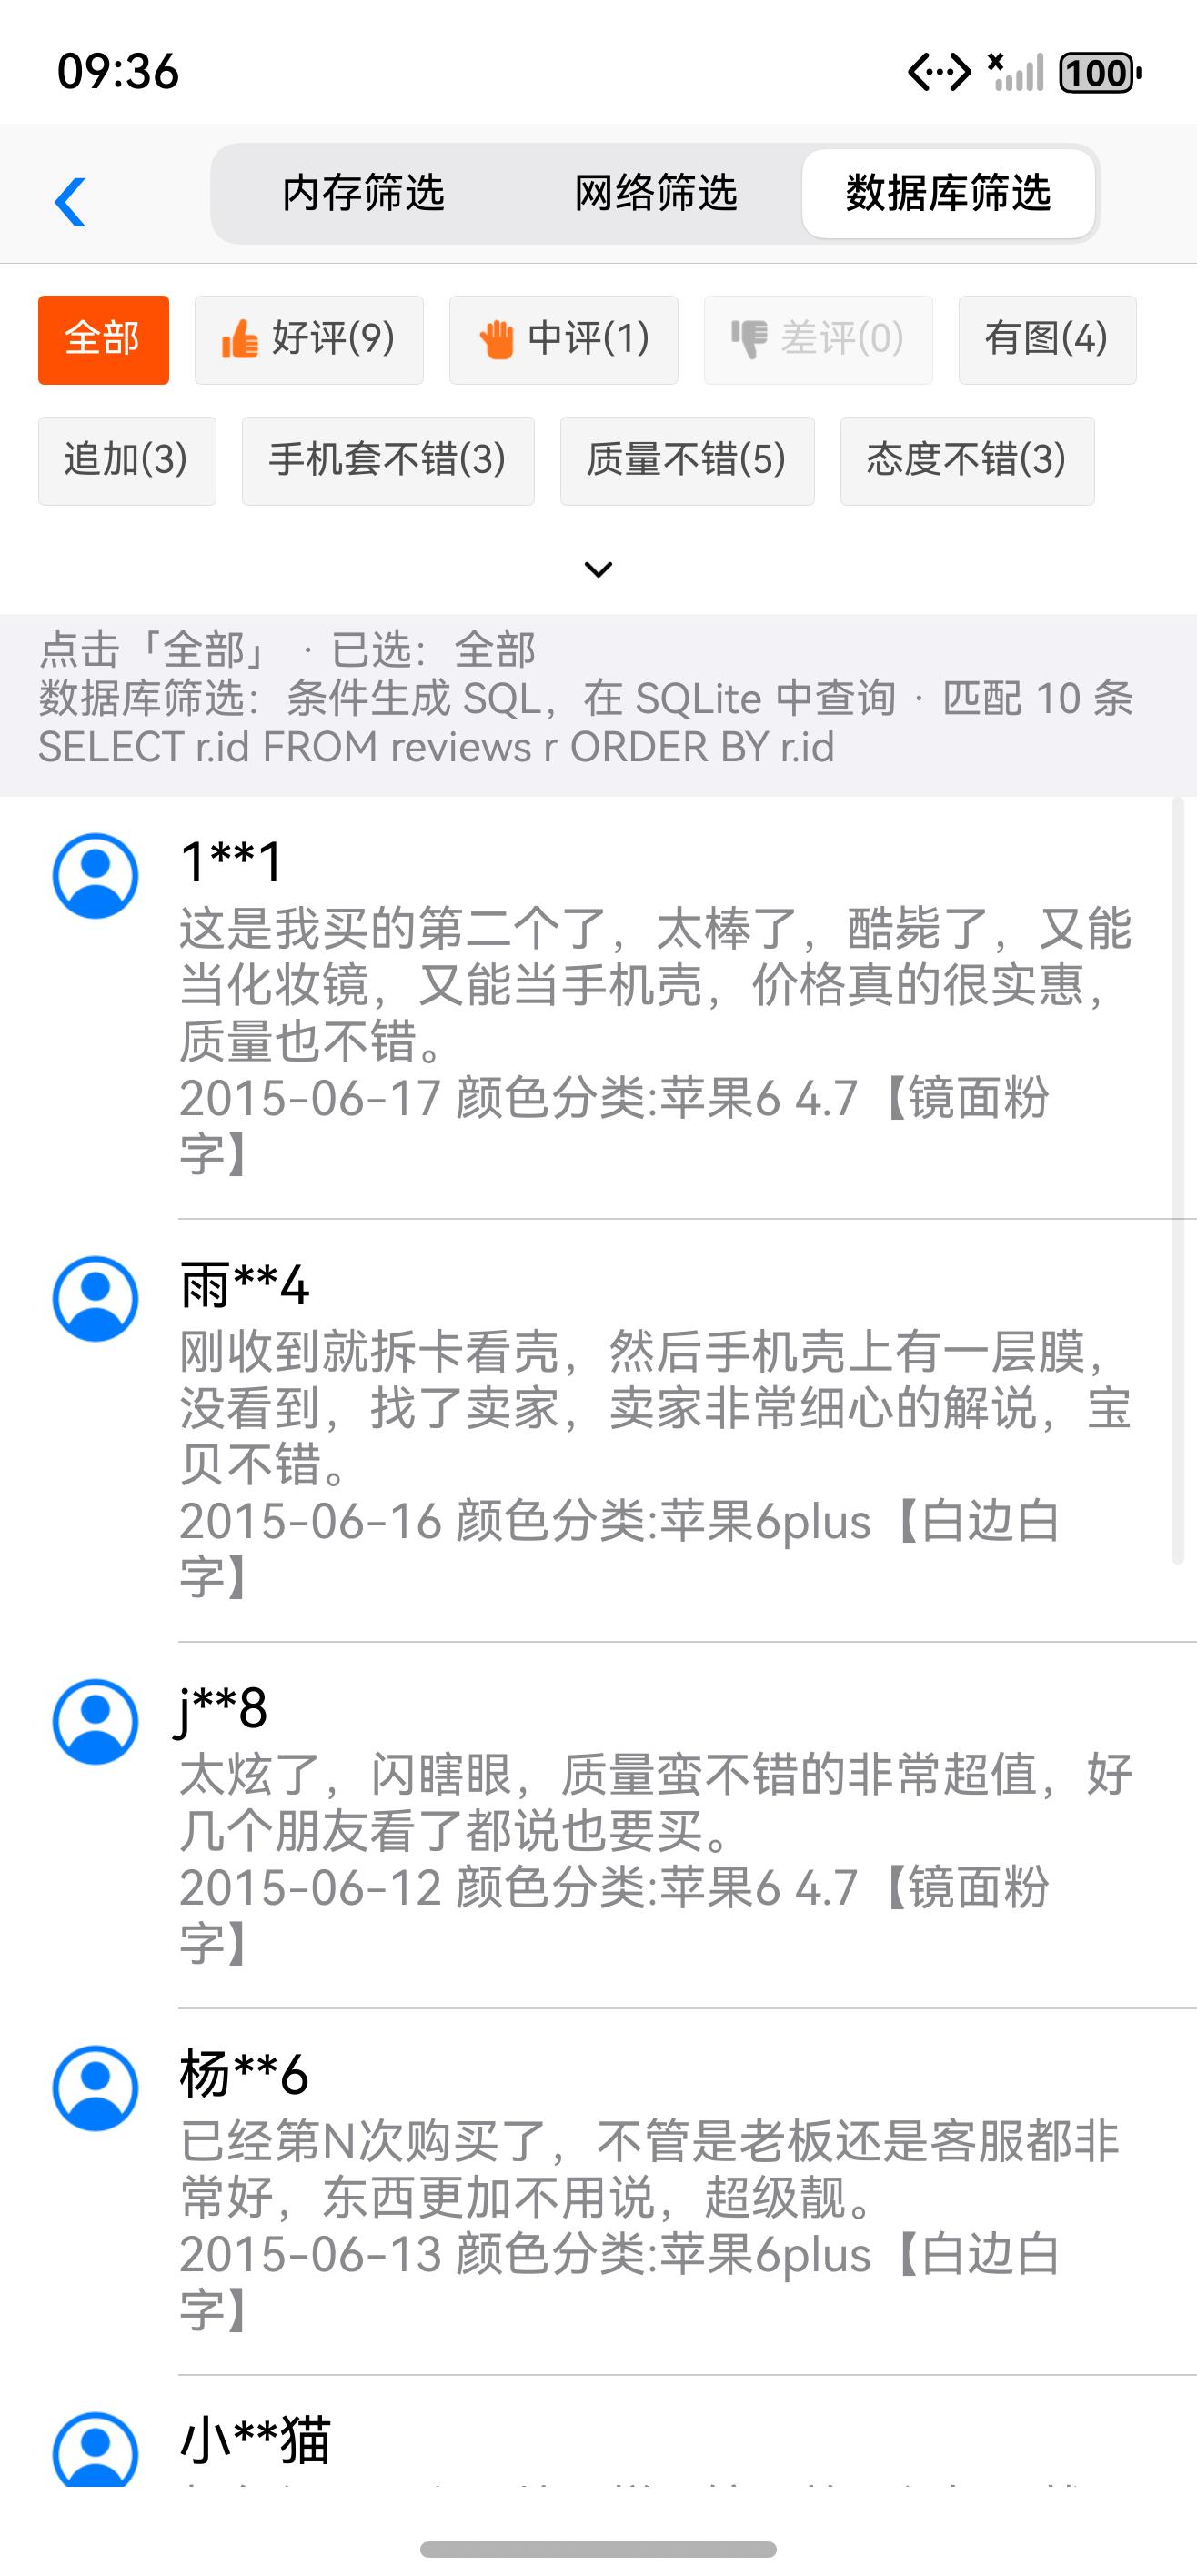 09:36
100
内存筛选 网络筛选 数据库筛选
全部 好评(9) 中评(1) 差评(0) 有图(4)
追加(3) 手机套不错(3) 质量不错(5) 态度不错(3)
点击「全部」 · 已选：全部
数据库筛选：条件生成 SQL，在 SQLite 中查询 · 匹配 10 条
SELECT r.id FROM reviews r ORDER BY r.id
1**1
这是我买的第二个了，太棒了，酷毙了，又能
当化妆镜，又能当手机壳，价格真的很实惠，
质量也不错。
2015-06-17 颜色分类:苹果6 4.7【镜面粉
字】
雨**4
刚收到就拆卡看壳，然后手机壳上有一层膜，
没看到，找了卖家，卖家非常细心的解说，宝
贝不错。
2015-06-16 颜色分类:苹果6plus【白边白
字】
j**8
太炫了，闪瞎眼，质量蛮不错的非常超值，好
几个朋友看了都说也要买。
2015-06-12 颜色分类:苹果6 4.7【镜面粉
字】
杨**6
已经第N次购买了，不管是老板还是客服都非
常好，东西更加不用说，超级靓。
2015-06-13 颜色分类:苹果6plus【白边白
字】
小**猫